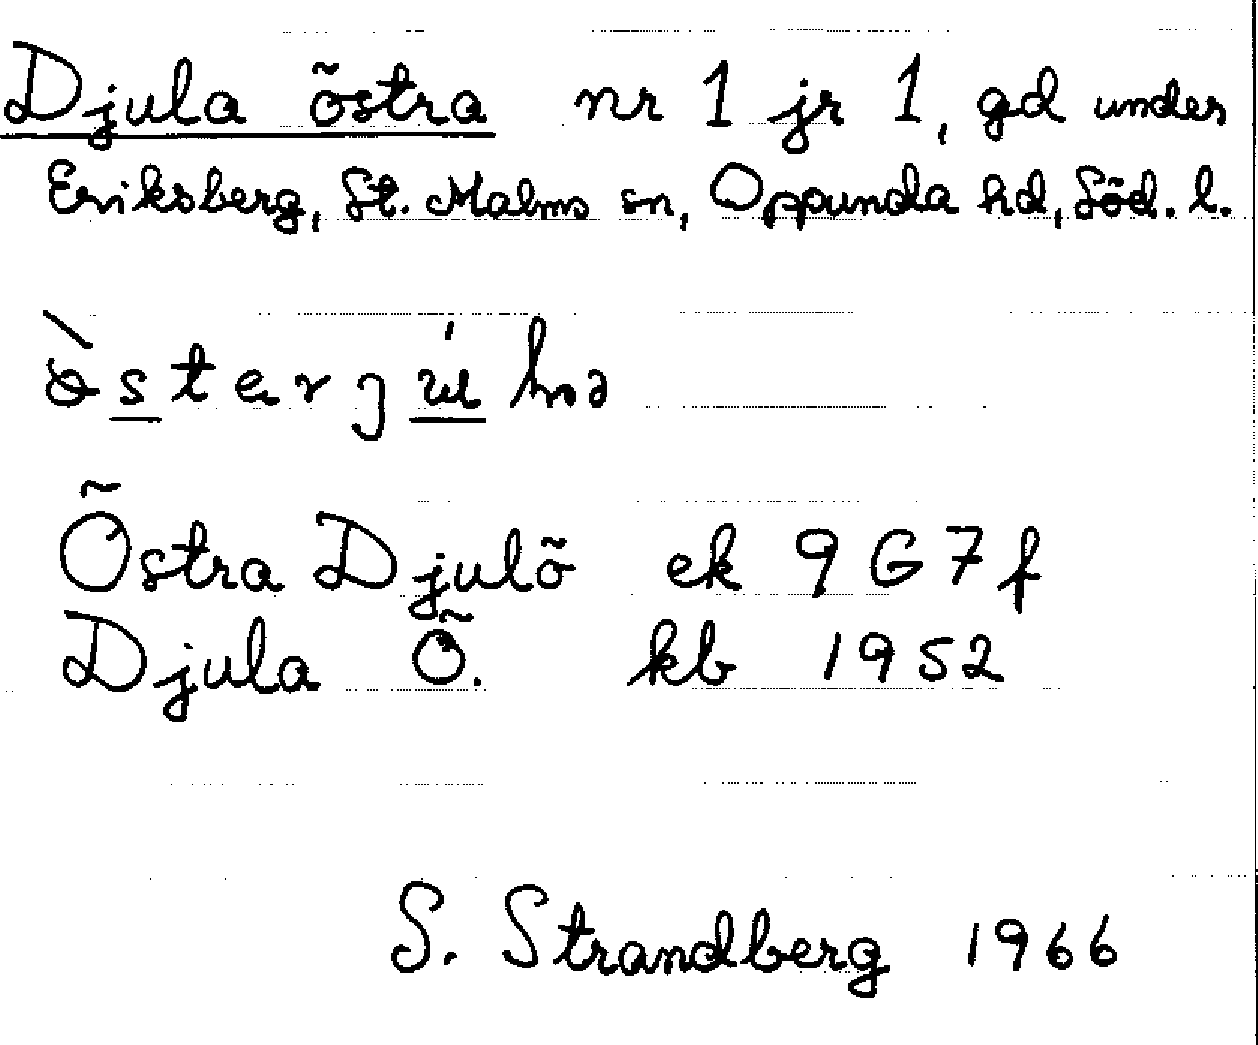 Djula östra nr 1 jr 1, gd under
Eriksberg, St. Malms sn, Oppunda hd, Söd. l.
Östra Djulö ek 9G7f
Djula Ö. kb 1952
S. Strandberg 1966